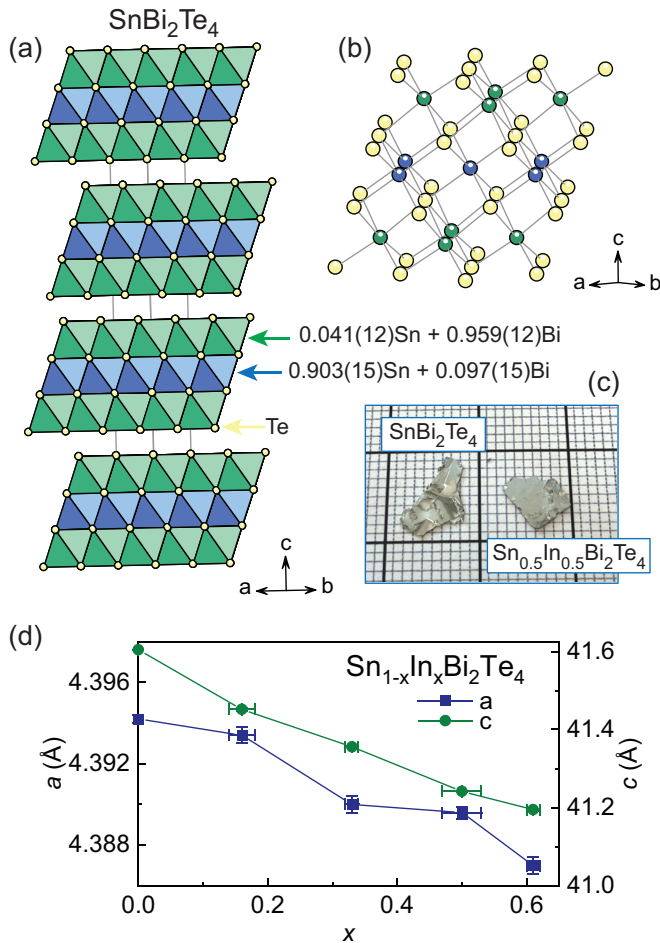 SnBi₂Te₄
(a)
(b)
c
a
b
0.041(12)Sn + 0.959(12)Bi
0.903(15)Sn + 0.097(15)Bi
Te
(c)
SnBi₂Te₄
Sn₀.₅In₀.₅Bi₂Te₄
c
a
b
(d)
Sn₁₋ₓInₓBi₂Te₄
a
c
4.396
4.392
4.388
a (Å)
41.6
41.4
41.2
41.0
c (Å)
0.0
0.2
0.4
0.6
x